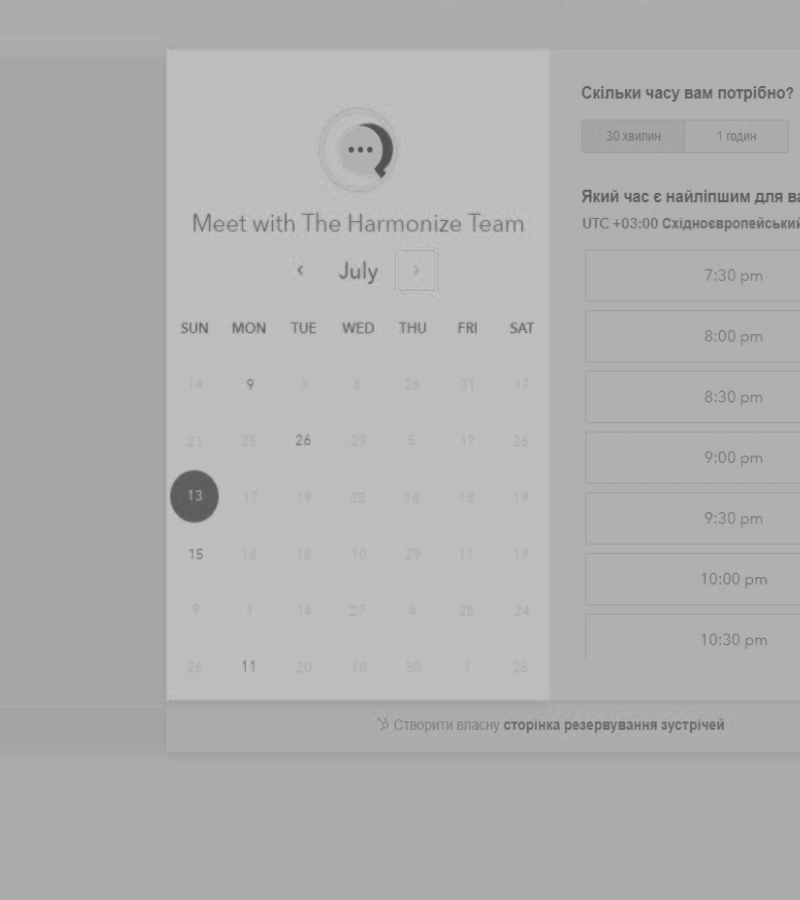 Meet with The Harmonize Team
July
SUN MON TUE WED THU FRI SAT
14 9 3 6 26 31 17
21 25 26 29 5 17 26
13 17 19 28 18 18 19
15 18 18 10 29 11 19
9 1 16 27 8 28 24
26 11 20 10 30 1 25
Скільки часу вам потрібно?
30 хвилин 1 годин
Який час є найліпшим для
UTC +03:00 Східноєвропейський
7:30 pm
8:00 pm
8:30 pm
9:00 pm
9:30 pm
10:00 pm
10:30 pm
Створити власну сторінка резервування зустрічей